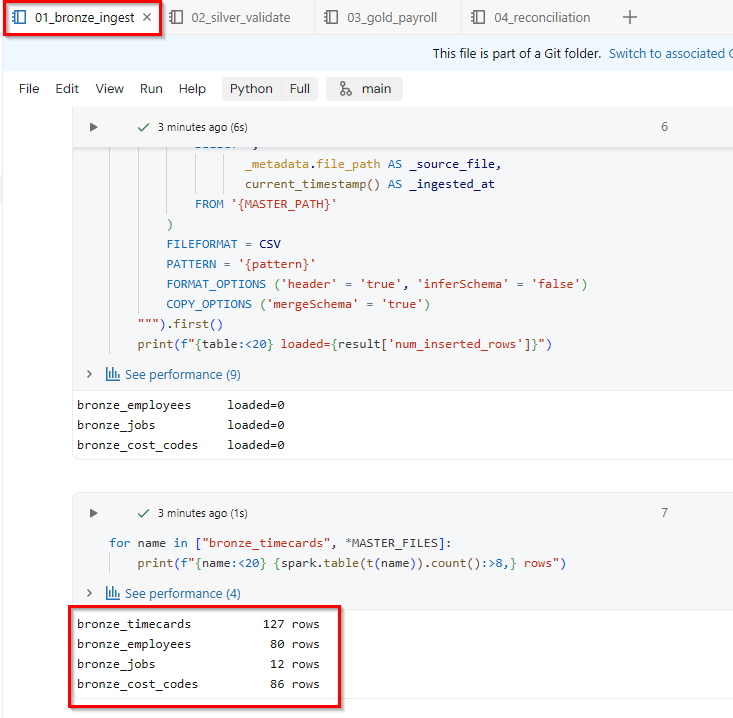 01_bronze_ingest × 02_silver_validate 03_gold_payroll 04_reconciliation +
This file is part of a Git folder. Switch to associated
File Edit View Run Help Python Full main
3 minutes ago (6s) 6
_metadata.file_path AS _source_file,
current_timestamp() AS _ingested_at
FROM '{MASTER_PATH}'
)
FILEFORMAT = CSV
PATTERN = '{pattern}'
FORMAT_OPTIONS ('header' = 'true', 'inferSchema' = 'false')
COPY_OPTIONS ('mergeSchema' = 'true')
""").first()
print(f"{table:<20} loaded={result['num_inserted_rows']}")
See performance (9)
bronze_employees loaded=0
bronze_jobs loaded=0
bronze_cost_codes loaded=0
3 minutes ago (1s) 7
for name in ["bronze_timecards", *MASTER_FILES]:
print(f"{name:<20} {spark.table(t(name)).count():>8,} rows")
See performance (4)
bronze_timecards 127 rows
bronze_employees 80 rows
bronze_jobs 12 rows
bronze_cost_codes 86 rows